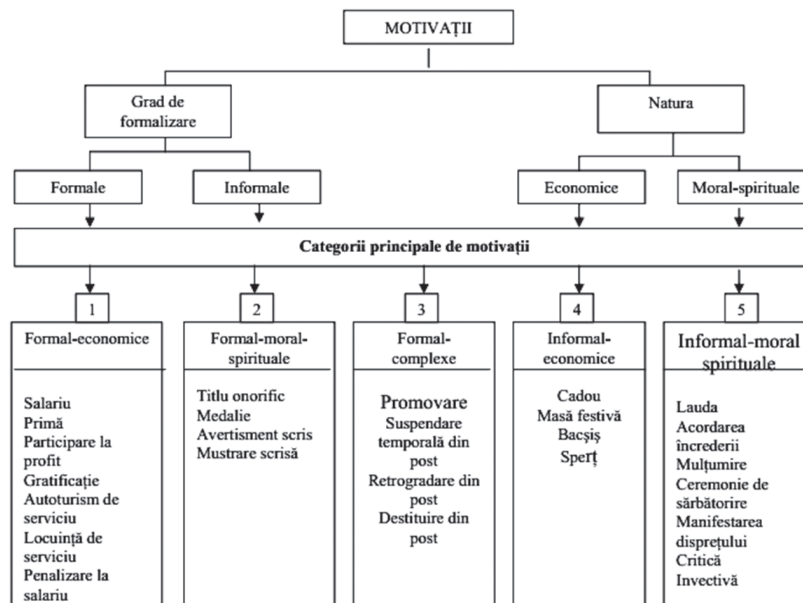 MOTIVAȚII
Grad de
formalizare
Natura
Formale
Informale
Economice
Moral-spirituale
Categorii principale de motivații
1
2
3
4
5
Formal-economice
Salariu
Primă
Participare la
profit
Gratificație
Autoturism de
serviciu
Locuință de
serviciu
Penalizare la
salariu
Formal-moral-
spirituale
Titlu onorific
Medalie
Avertisment scris
Mustrare scrisă
Formal-
complexe
Promovare
Suspendare
temporală din
post
Retrogradare din
post
Destituire din
post
Informal-
economice
Cadou
Masă festivă
Bacșiș
Sperț
Informal-moral
spirituale
Lauda
Acordarea
încrederii
Mulțumire
Ceremonie de
sărbătorire
Manifestarea
disprețului
Critică
Invectivă